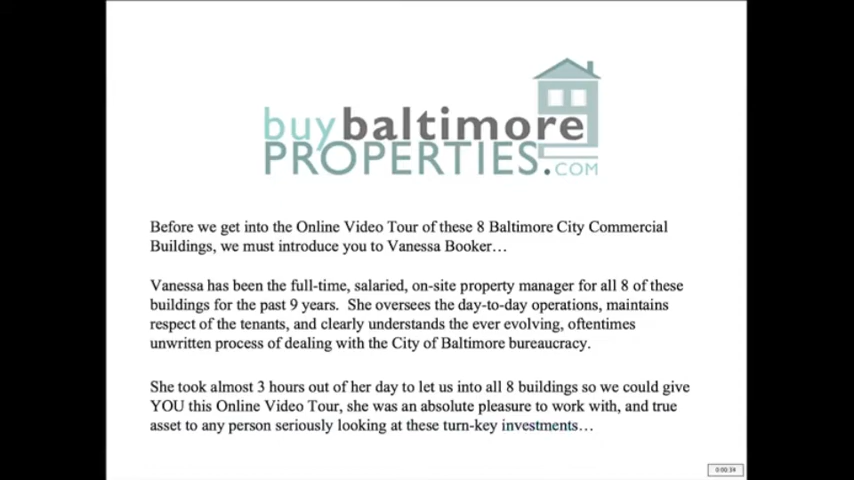 buybaltimore
PROPERTIES.COM
Before we get into the Online Video Tour of these 8 Baltimore City Commercial
Buildings, we must introduce you to Vanessa Booker…
Vanessa has been the full-time, salaried, on-site property manager for all 8 of these
buildings for the past 9 years.  She oversees the day-to-day operations, maintains
respect of the tenants, and clearly understands the ever evolving, oftentimes
unwritten process of dealing with the City of Baltimore bureaucracy.
She took almost 3 hours out of her day to let us into all 8 buildings so we could give
YOU this Online Video Tour, she was an absolute pleasure to work with, and true
asset to any person seriously looking at these turn-key investments…
0:00:34